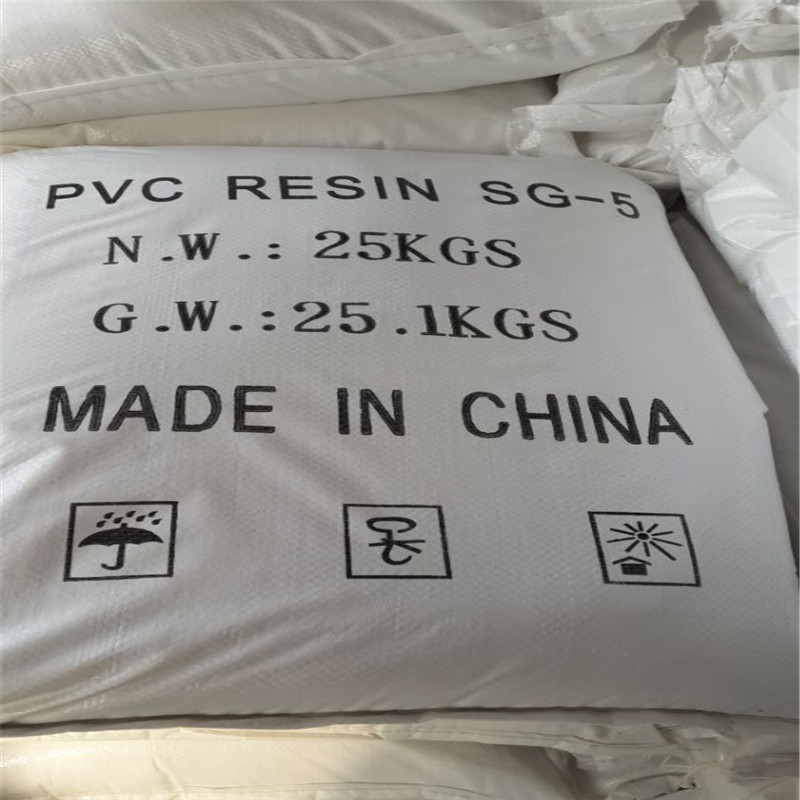 PVC RESIN SG-5
N.W.: 25KGS
G.W.:25.1KGS
MADE IN CHINA